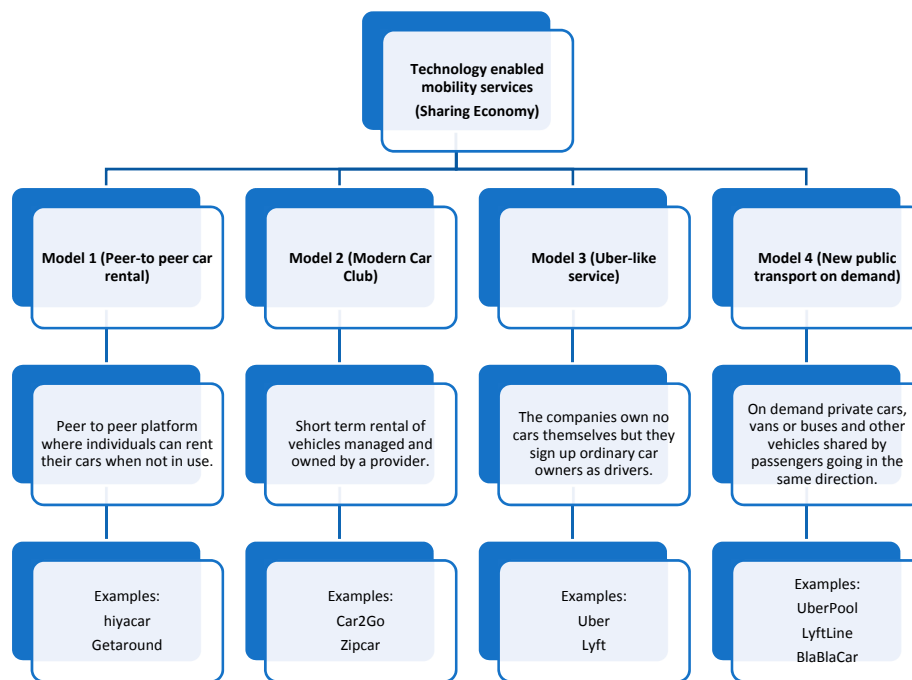 Technology enabled
mobility services
(Sharing Economy)
Model 1 (Peer-to peer car
rental)
Model 2 (Modern Car
Club)
Model 3 (Uber-like
service)
Model 4 (New public
transport on demand)
Peer to peer platform
where individuals can rent
their cars when not in use.
Short term rental of
vehicles managed and
owned by a provider.
The companies own no
cars themselves but they
sign up ordinary car
owners as drivers.
On demand private cars,
vans or buses and other
vehicles shared by
passengers going in the
same direction.
Examples:
hiyacar
Getaround
Examples:
Car2Go
Zipcar
Examples:
Uber
Lyft
Examples:
UberPool
LyftLine
BlaBlaCar